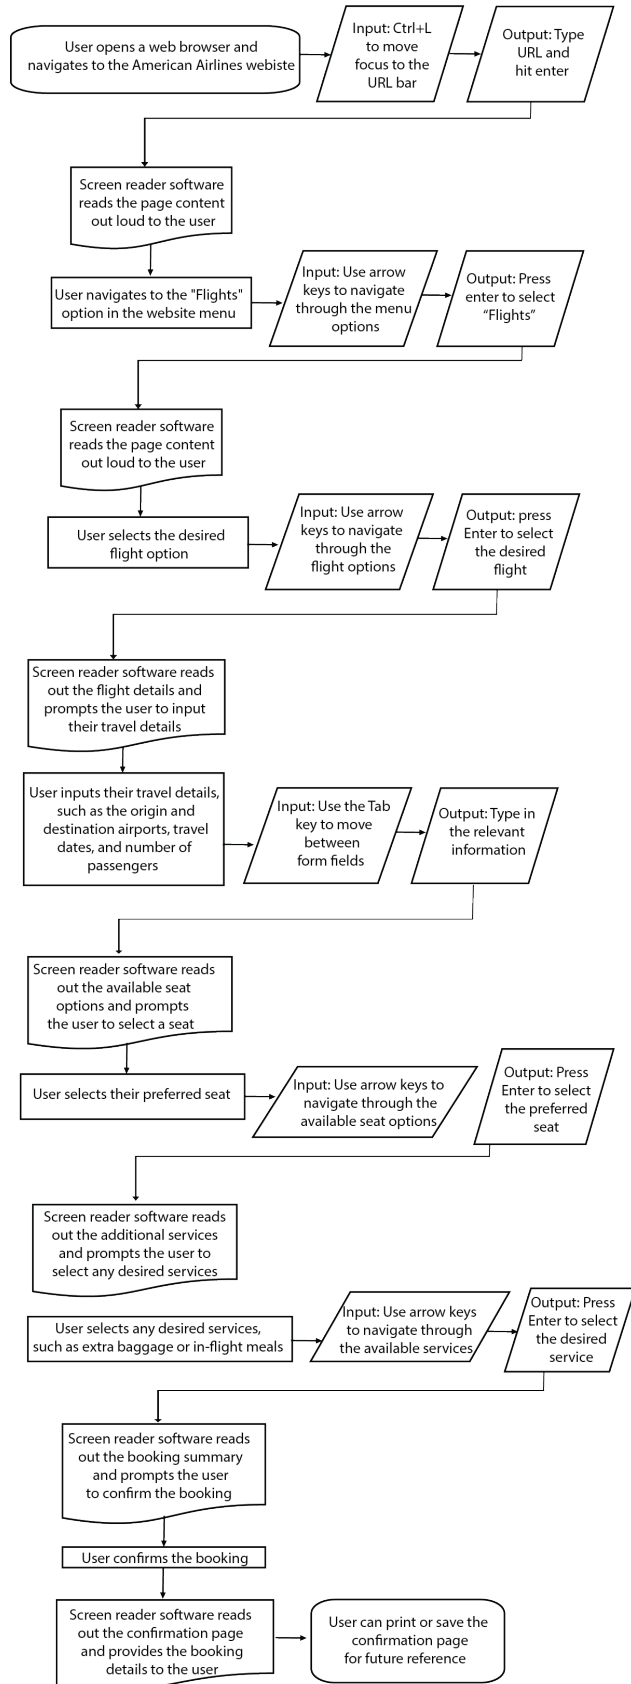 User opens a web browser and
navigates to the American Airlines webiste
Input: Ctrl+L
to move
focus to the
URL bar
Output: Type
URL and
hit enter
Screen reader software
reads the page content
out loud to the user
User navigates to the "Flights"
option in the website menu
Input: Use arrow
keys to navigate
through the menu
options
Output: Press
enter to select
“Flights”
Screen reader software
reads the page content
out loud to the user
User selects the desired
flight option
Input: Use arrow
keys to navigate
through the
flight options
Output: press
Enter to select
the desired
flight
Screen reader software reads
out the flight details and
prompts the user to input
their travel details
User inputs their travel details,
such as the origin and
destination airports, travel
dates, and number of
passengers
Input: Use the Tab
key to move
between
form fields
Output: Type in
the relevant
information
Screen reader software reads
out the available seat
options and prompts
the user to select a seat
User selects their preferred seat
Input: Use arrow keys to
navigate through the
available seat options
Output: Press
Enter to select
the preferred
seat
Screen reader software reads
out the additional services
and prompts the user to
select any desired services
User selects any desired services,
such as extra baggage or in-flight meals
Input: Use arrow keys
to navigate through
the available services
Output: Press
Enter to select
the desired
service
Screen reader software reads
out the booking summary
and prompts the user
to confirm the booking
User confirms the booking
Screen reader software reads
out the confirmation page
and provides the booking
details to the user
User can print or save the
confirmation page
for future reference